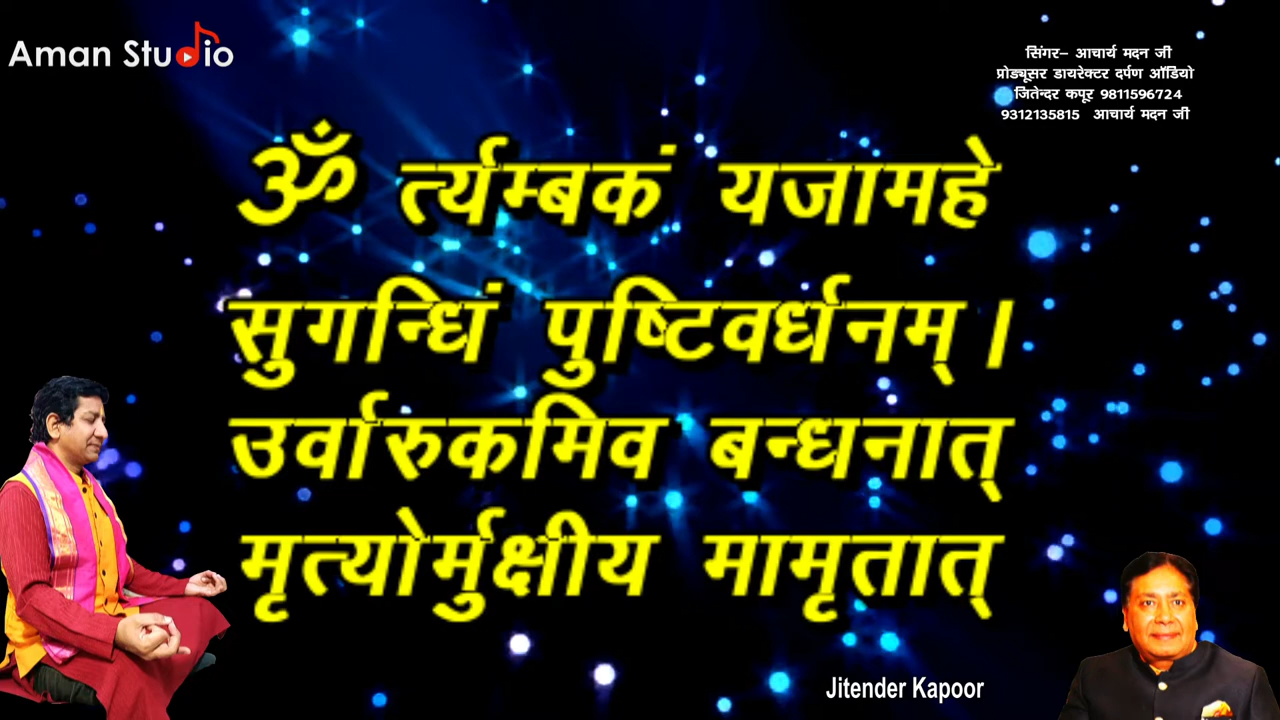 Aman Studio
सिंगर- आचार्य मदन जी
प्रोड्यूसर डायरेक्टर दर्पण ऑडियो
जितेन्दर कपूर 9811596724
9312135815 आचार्य मदन जी
ॐ र्त्यम्बकं यजामहे
सुगन्धिं पुष्टिवर्धनम् ।
उर्वारुकमिव बन्धनात्
मृत्योर्मुक्षीय मामृतात्
Jitender Kapoor